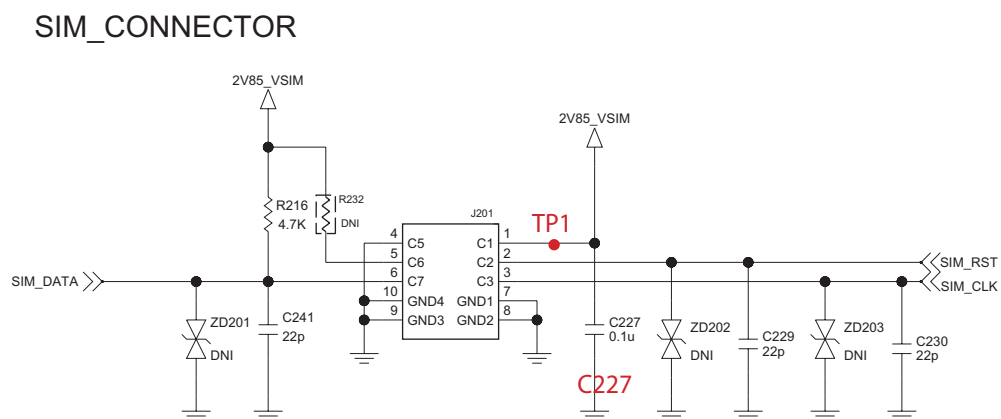 SIM_CONNECTOR
2V85_VSIM
2V85_VSIM
R216
4.7K
R232
DNI
J201
TP1
4
C5
C1
1
5
C6
C2
2
6
C7
C3
3
10
GND4
GND1
7
9
GND3
GND2
8
SIM_DATA
SIM_RST
SIM_CLK
ZD201
DNI
C241
22p
C227
0.1u
ZD202
DNI
C229
22p
ZD203
DNI
C230
22p
C227